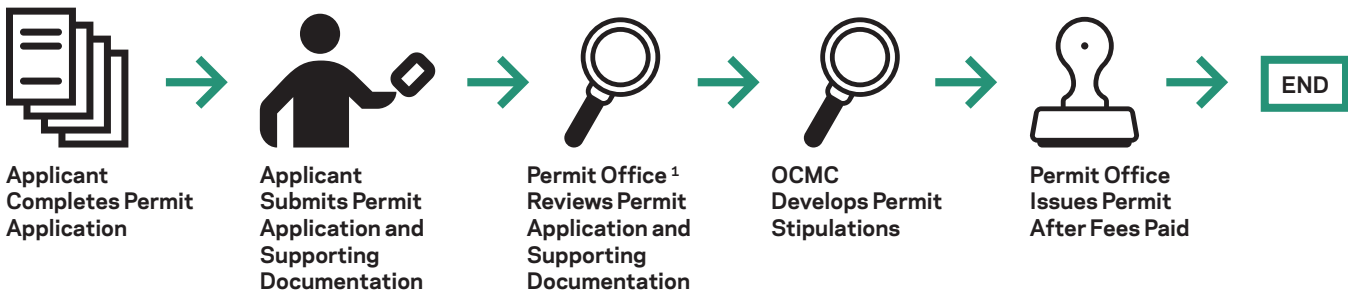 END
Applicant
Completes Permit
Application
Applicant
Submits Permit
Application and
Supporting
Documentation
Permit Office ¹
Reviews Permit
Application and
Supporting
Documentation
OCMC
Develops Permit
Stipulations
Permit Office
Issues Permit
After Fees Paid